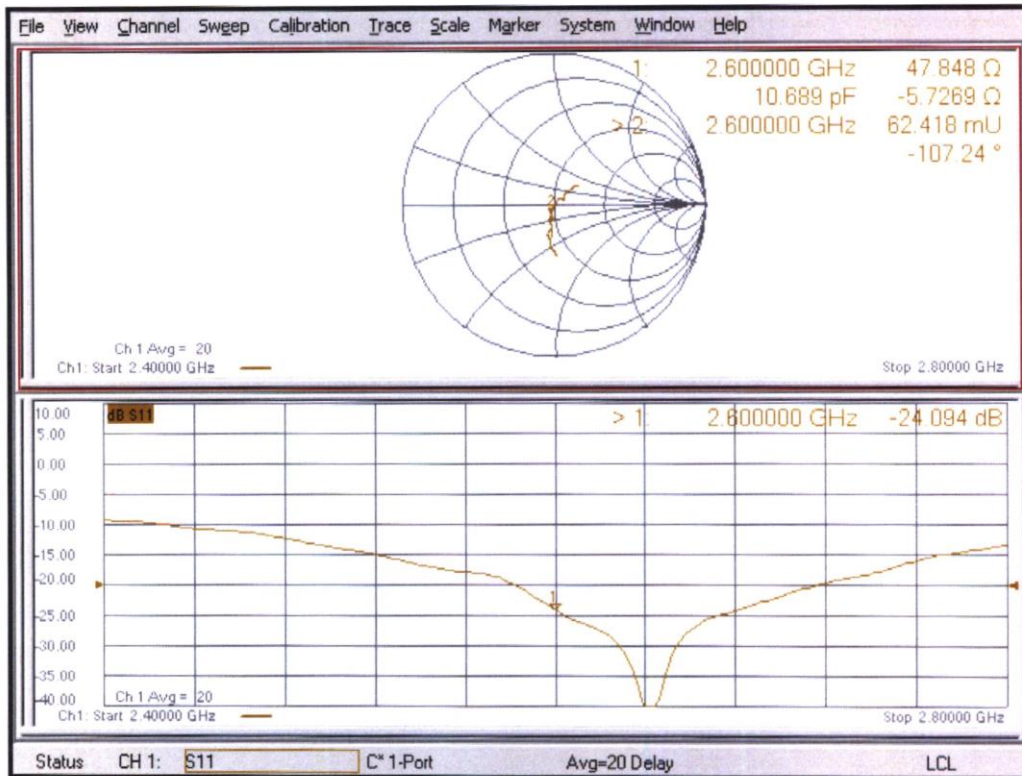 File View Channel Sweep Calibration Trace Scale Marker System Window Help
1: 2.600000 GHz 47.848 Ω
10.689 pF -5.7269 Ω
> 2: 2.600000 GHz 62.418 mU
-107.24 °
Ch 1 Avg = 20
Ch1: Start 2.40000 GHz
Stop 2.80000 GHz
10.00
dB S11
> 1: 2.600000 GHz -24.094 dB
5.00
0.00
-5.00
-10.00
-15.00
-20.00
-25.00
1
-30.00
-35.00
-40.00
Ch 1 Avg = 20
Ch1: Start 2.40000 GHz
Stop 2.80000 GHz
Status CH 1: S11 C* 1-Port Avg=20 Delay LCL